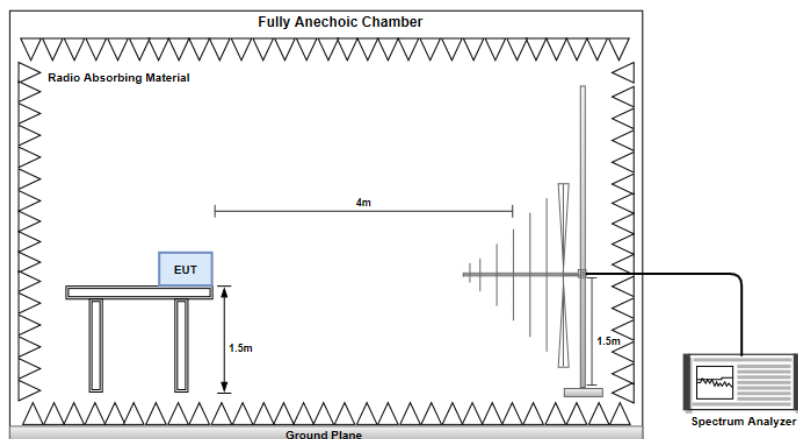 Fully Anechoic Chamber
Radio Absorbing Material
4m
EUT
1.5m
1.5m
Spectrum Analyzer
Ground Plane